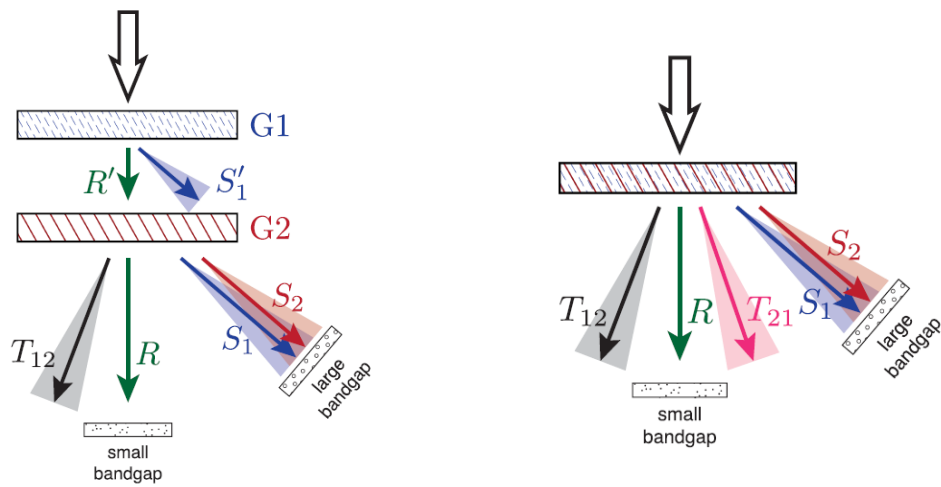 G1
R′
S′₁
G2
T₁₂
R
S₁
S₂
large
bandgap
small
bandgap
T₁₂
R
T₂₁
S₁
S₂
large
bandgap
small
bandgap